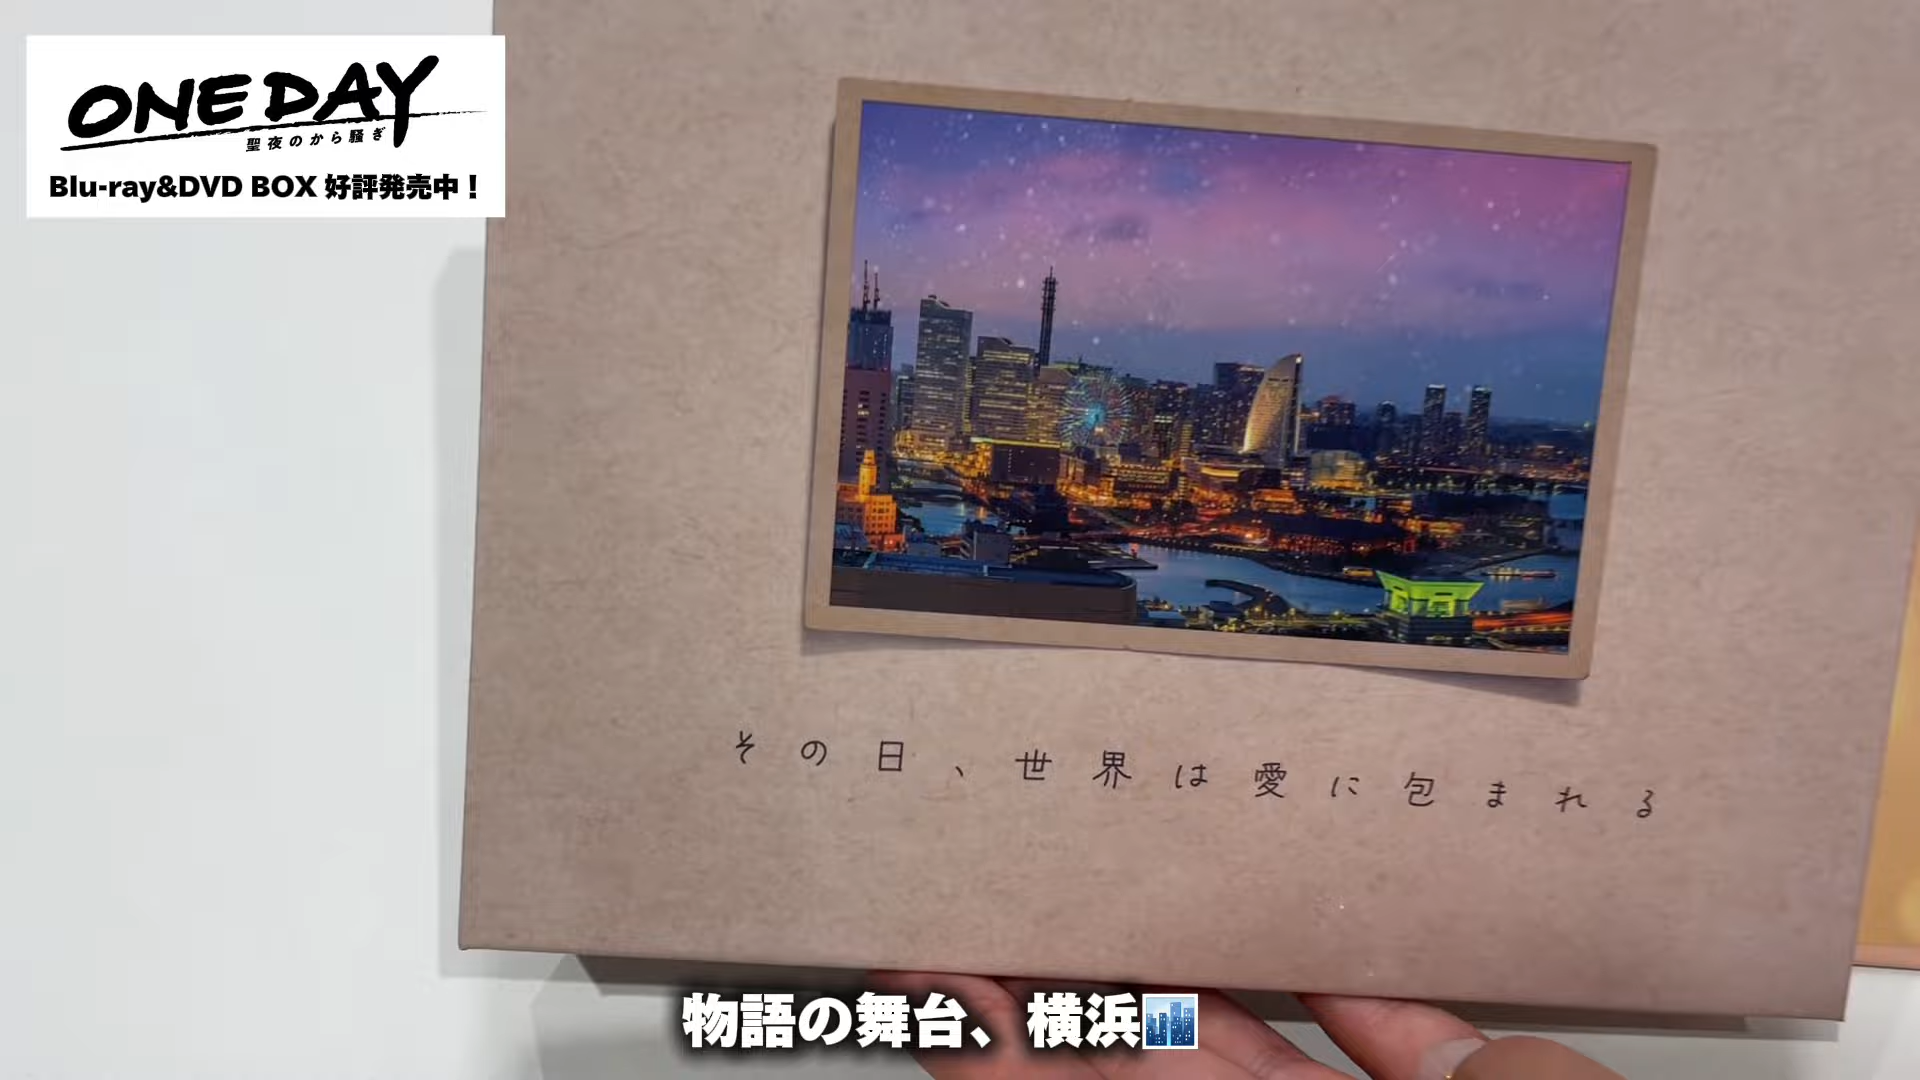 ONE DAY
聖夜のから騒ぎ
Blu-ray&DVD BOX 好評発売中！
その日、世界は愛に包まれる
物語の舞台、横浜🏙️